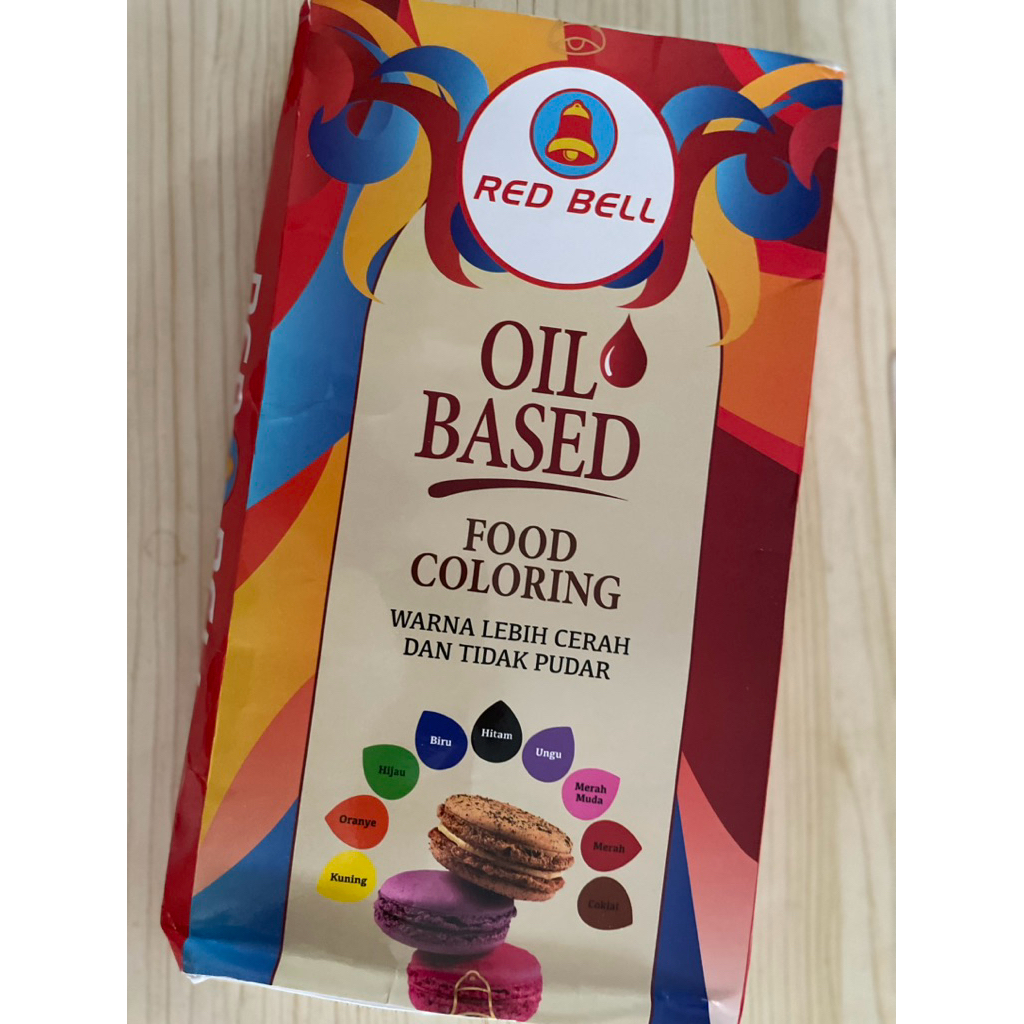 RED BELL
OIL
BASED
FOOD
COLORING
WARNA LEBIH CERAH
DAN TIDAK PUDAR
Kuning
Oranye
Hijau
Biru
Hitam
Ungu
Merah
Muda
Merah
Coklat